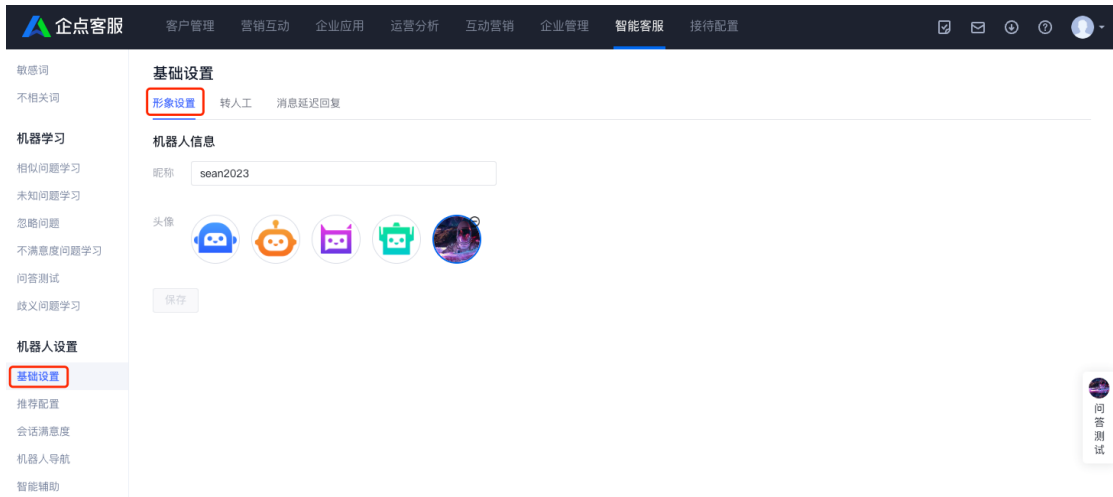 企点客服
客户管理 营销互动 企业应用 运营分析 互动营销 企业管理 智能客服 接待配置
敏感词
不相关词
机器学习
相似问题学习
未知问题学习
忽略问题
不满意度问题学习
问答测试
歧义问题学习
机器人设置
基础设置
推荐配置
会话满意度
机器人导航
智能辅助
基础设置
形象设置 转人工 消息延迟回复
机器人信息
昵称 sean2023
头像
保存
问答测试